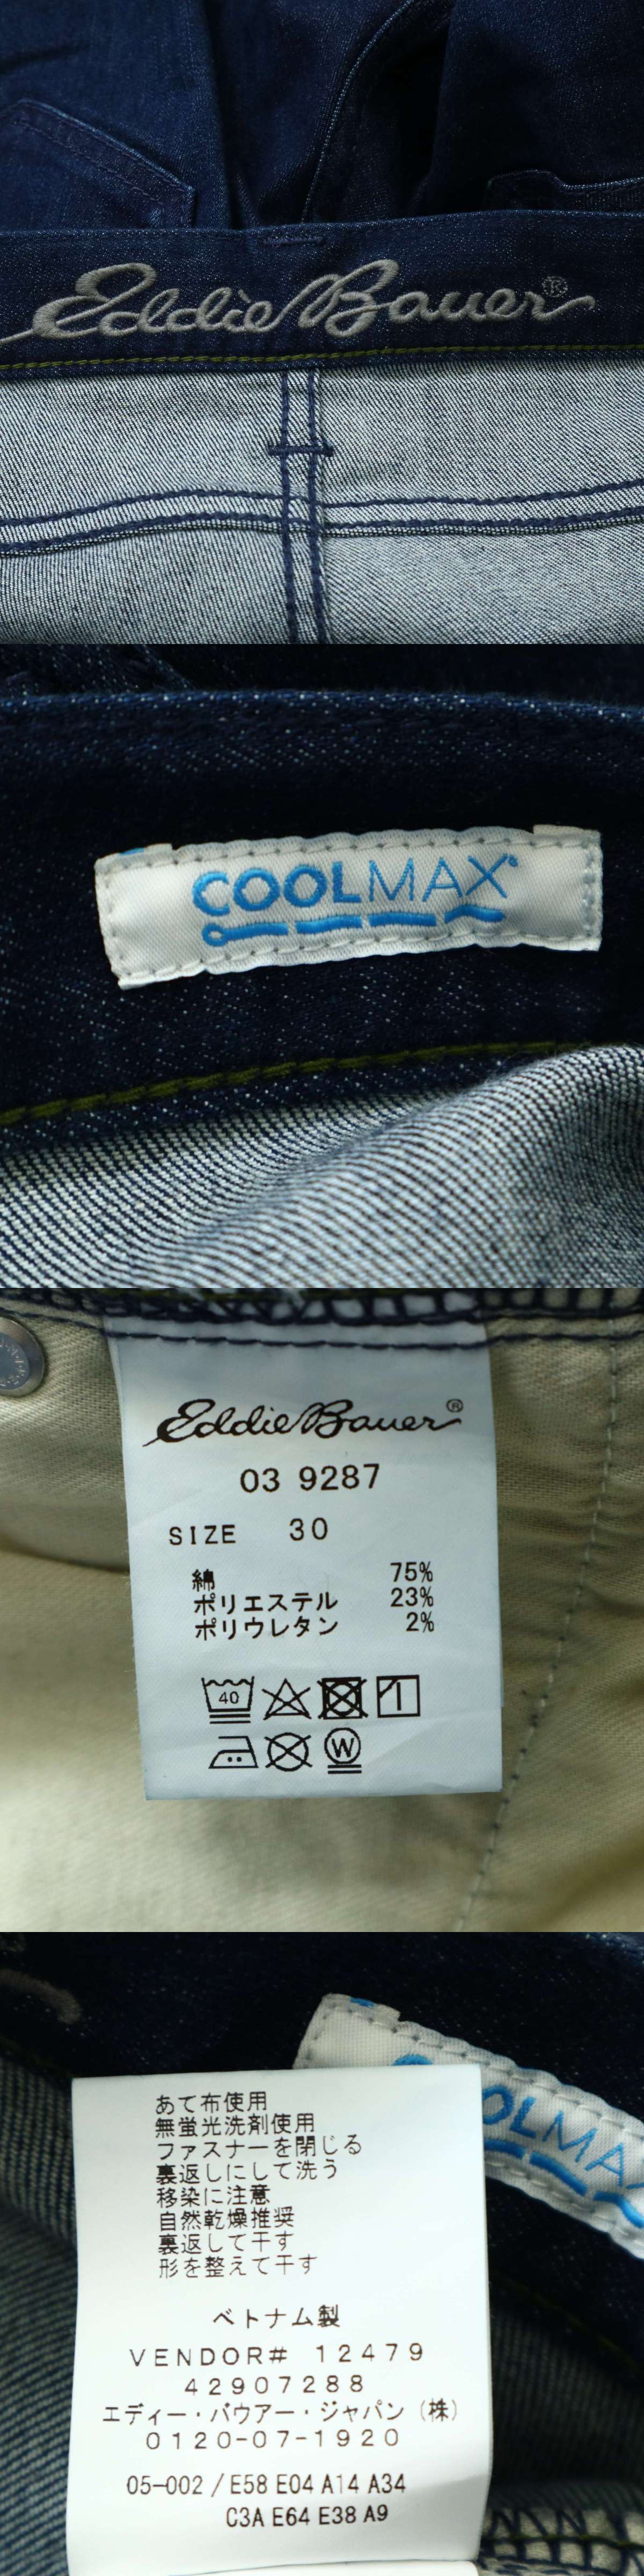 Eddie Bauer®
COOLMAX®
Eddie Bauer®
03 9287
SIZE 30
綿 75%
ポリエステル 23%
ポリウレタン 2%
40
W
COOLMA
あて布使用
無蛍光洗剤使用
ファスナーを閉じる
裏返しにして洗う
移染に注意
自然乾燥推奨
裏返して干す
形を整えて干す
ベトナム製
VENDOR# 12479
42907288
エディー・バウアー・ジャパン（株）
0120-07-1920
05-002 / E58 E04 A14 A34
C3A E64 E38 A9